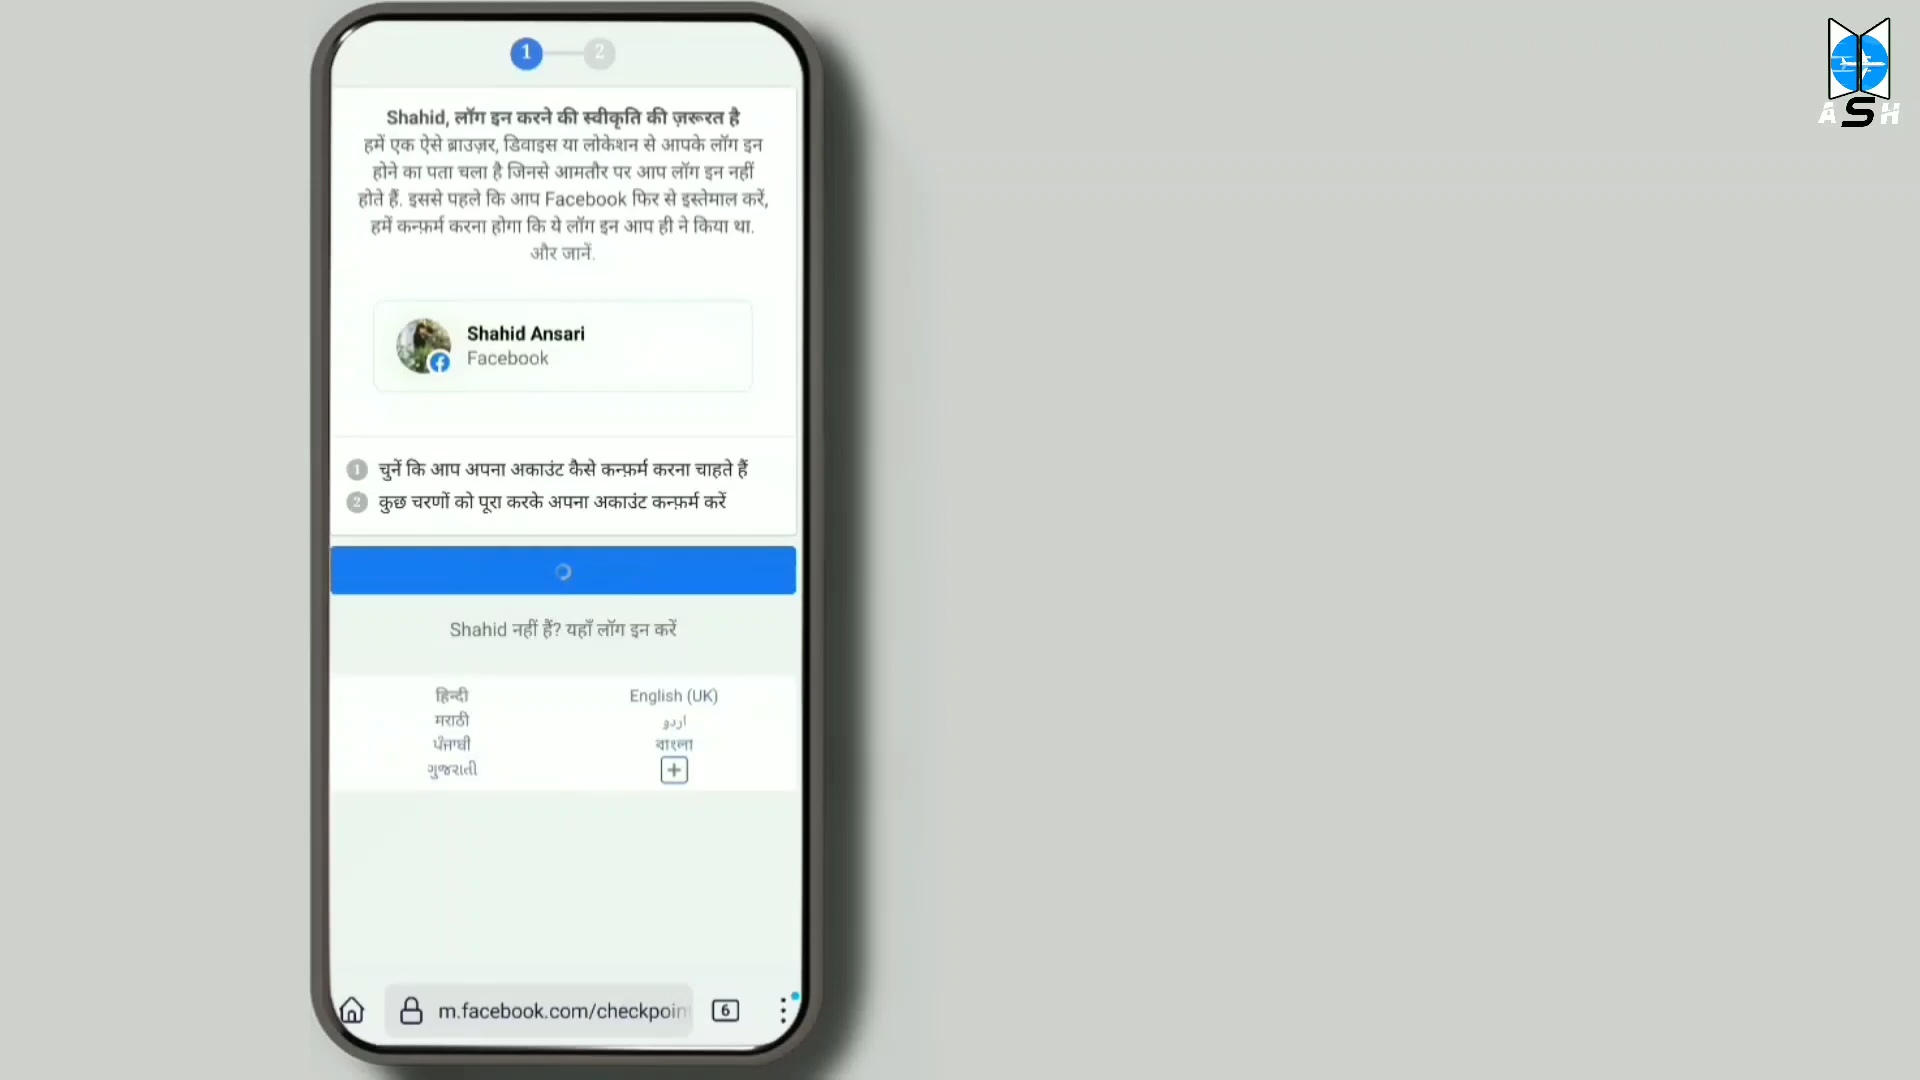 1 2
Shahid, लॉग इन करने की स्वीकृति की ज़रूरत है
हमें एक ऐसे ब्राउज़र, डिवाइस या लोकेशन से आपके लॉग इन
होने का पता चला है जिनसे आमतौर पर आप लॉग इन नहीं
होते हैं. इससे पहले कि आप Facebook फिर से इस्तेमाल करें,
हमें कन्फ़र्म करना होगा कि ये लॉग इन आप ही ने किया था.
और जानें.
Shahid Ansari
Facebook
1 चुनें कि आप अपना अकाउंट कैसे कन्फ़र्म करना चाहते हैं
2 कुछ चरणों को पूरा करके अपना अकाउंट कन्फ़र्म करें
Shahid नहीं हैं? यहाँ लॉग इन करें
हिन्दी English (UK)
मराठी اردو
ਪੰਜਾਬੀ বাংলা
ગુજરાતી +
m.facebook.com/checkpoin 6
ASH